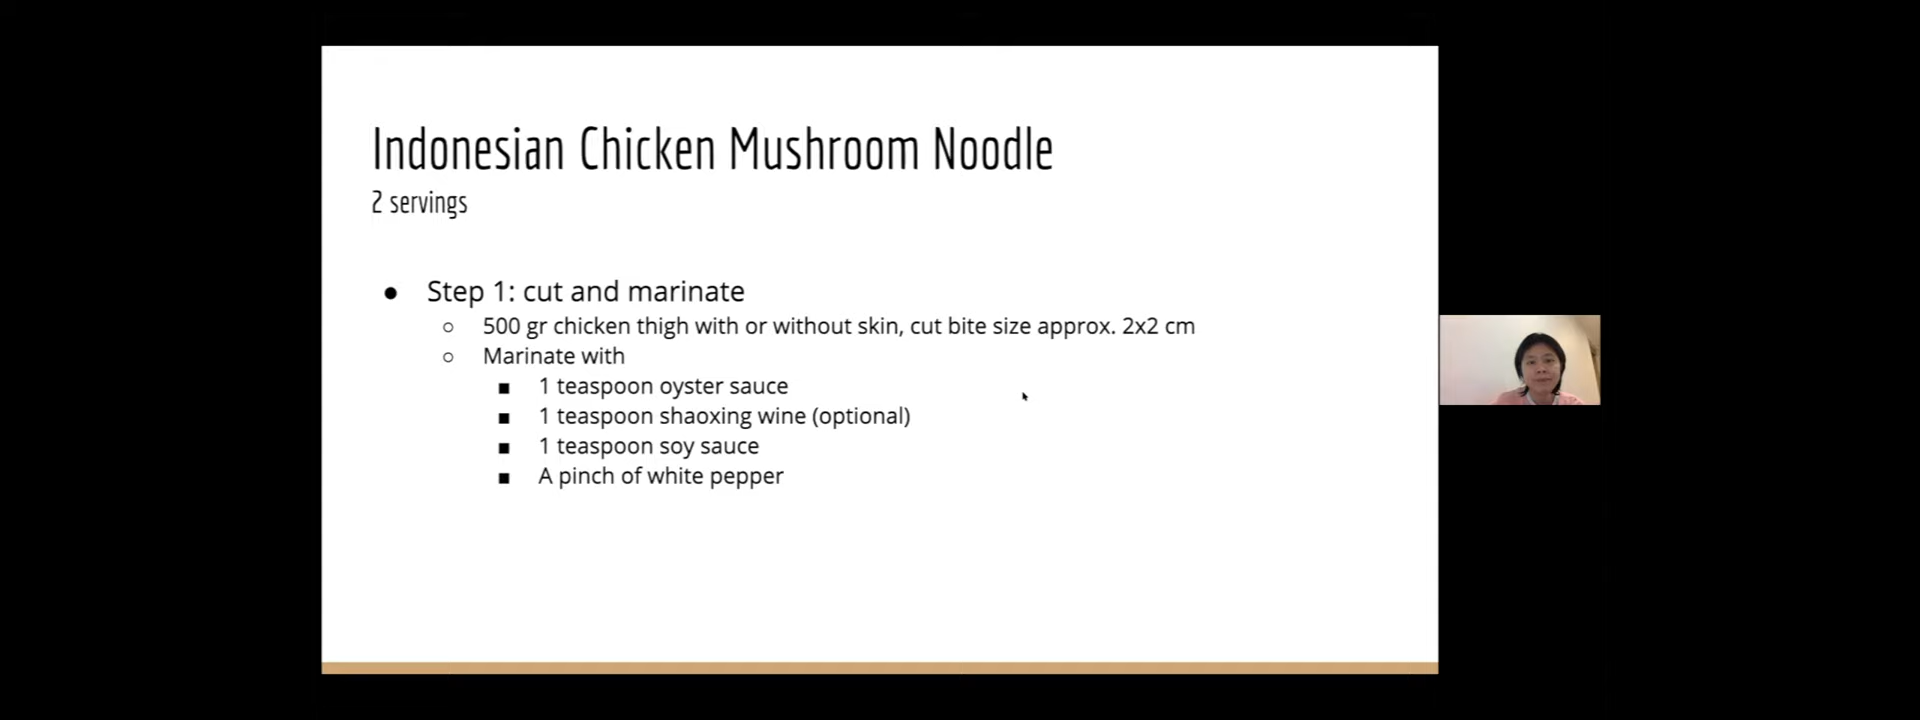 Indonesian Chicken Mushroom Noodle
2 servings
● Step 1: cut and marinate
○ 500 gr chicken thigh with or without skin, cut bite size approx. 2x2 cm
○ Marinate with
■ 1 teaspoon oyster sauce
■ 1 teaspoon shaoxing wine (optional)
■ 1 teaspoon soy sauce
■ A pinch of white pepper